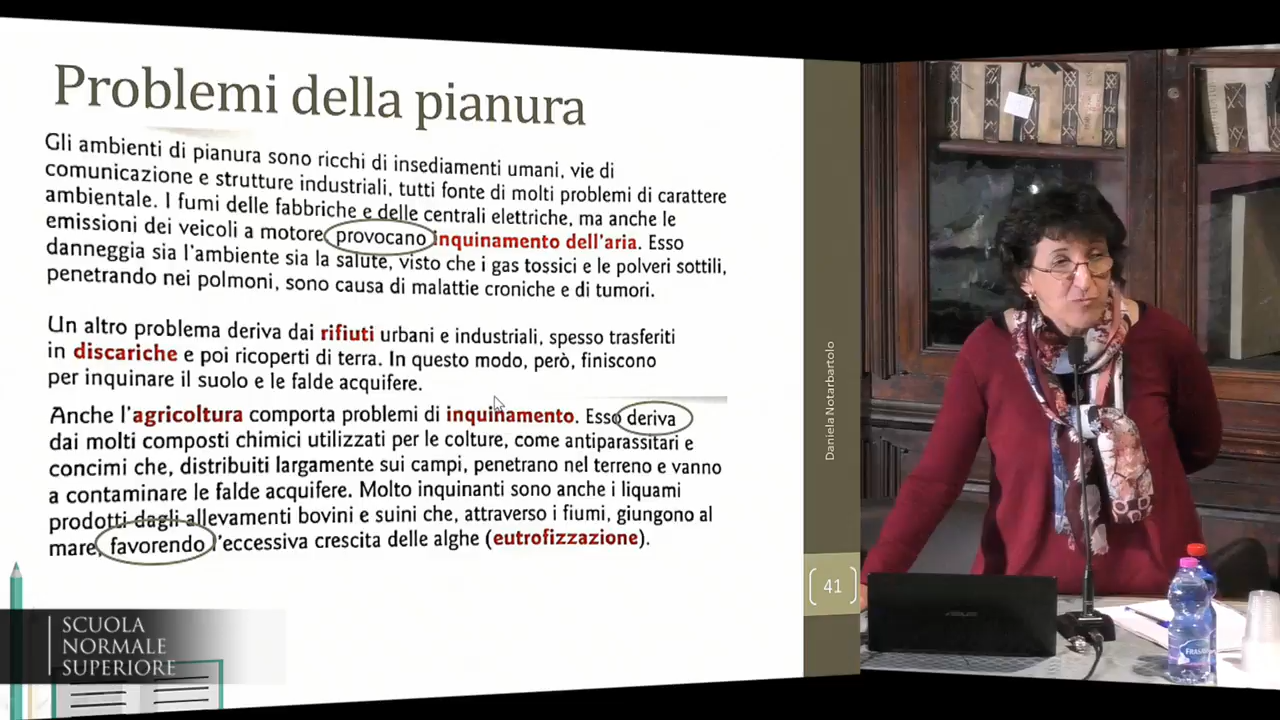 Problemi della pianura
Gli ambienti di pianura sono ricchi di insediamenti umani, vie di
comunicazione e strutture industriali, tutti fonte di molti problemi di carattere
ambientale. I fumi delle fabbriche e delle centrali elettriche, ma anche le
emissioni dei veicoli a motore provocano inquinamento dell'aria. Esso
danneggia sia l'ambiente sia la salute, visto che i gas tossici e le polveri sottili,
penetrando nei polmoni, sono causa di malattie croniche e di tumori.
Un altro problema deriva dai rifiuti urbani e industriali, spesso trasferiti
in discariche e poi ricoperti di terra. In questo modo, però, finiscono
per inquinare il suolo e le falde acquifere.
Anche l'agricoltura comporta problemi di inquinamento. Esso deriva
dai molti composti chimici utilizzati per le colture, come antiparassitari e
concimi che, distribuiti largamente sui campi, penetrano nel terreno e vanno
a contaminare le falde acquifere. Molto inquinanti sono anche i liquami
prodotti dagli allevamenti bovini e suini che, attraverso i fiumi, giungono al
mare, favorendo l'eccessiva crescita delle alghe (eutrofizzazione).
Daniela Notarbartolo
41
SCUOLA
NORMALE
SUPERIORE
ASUS